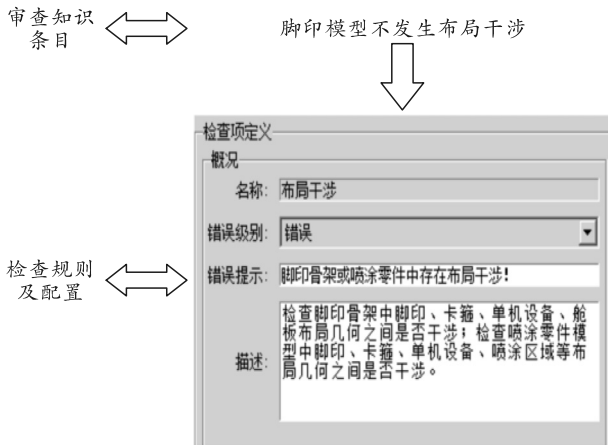 审查知识
条目
脚印模型不发生布局干涉
检查项定义
概况
名称: 布局干涉
错误级别: 错误
检查规则
及配置
错误提示: 脚印骨架或喷涂零件中存在布局干涉!
描述:
检查脚印骨架中脚印、卡箍、单机设备、舱
板布局几何之间是否干涉；检查喷涂零件模
型中脚印、卡箍、单机设备、喷涂区域等布
局几何之间是否干涉。